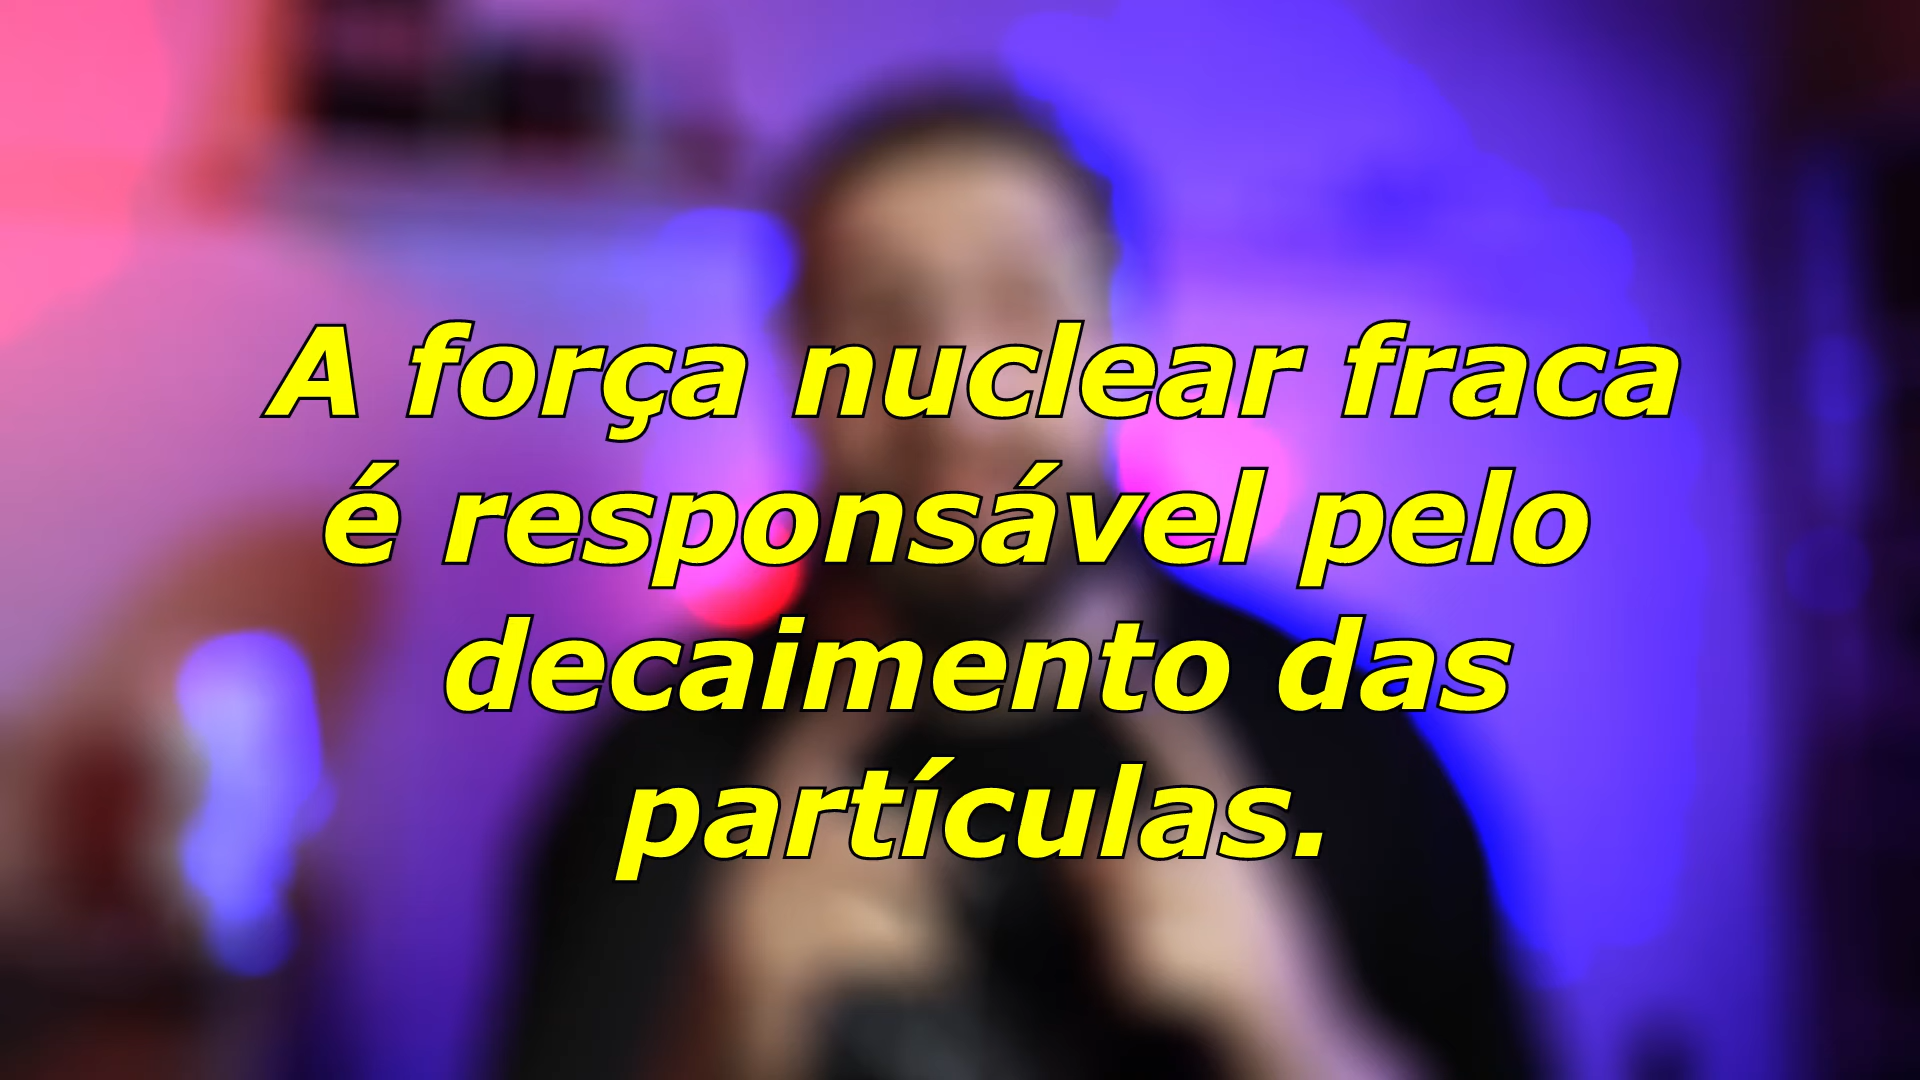 A força nuclear fraca
é responsável pelo
decaimento das
partículas.